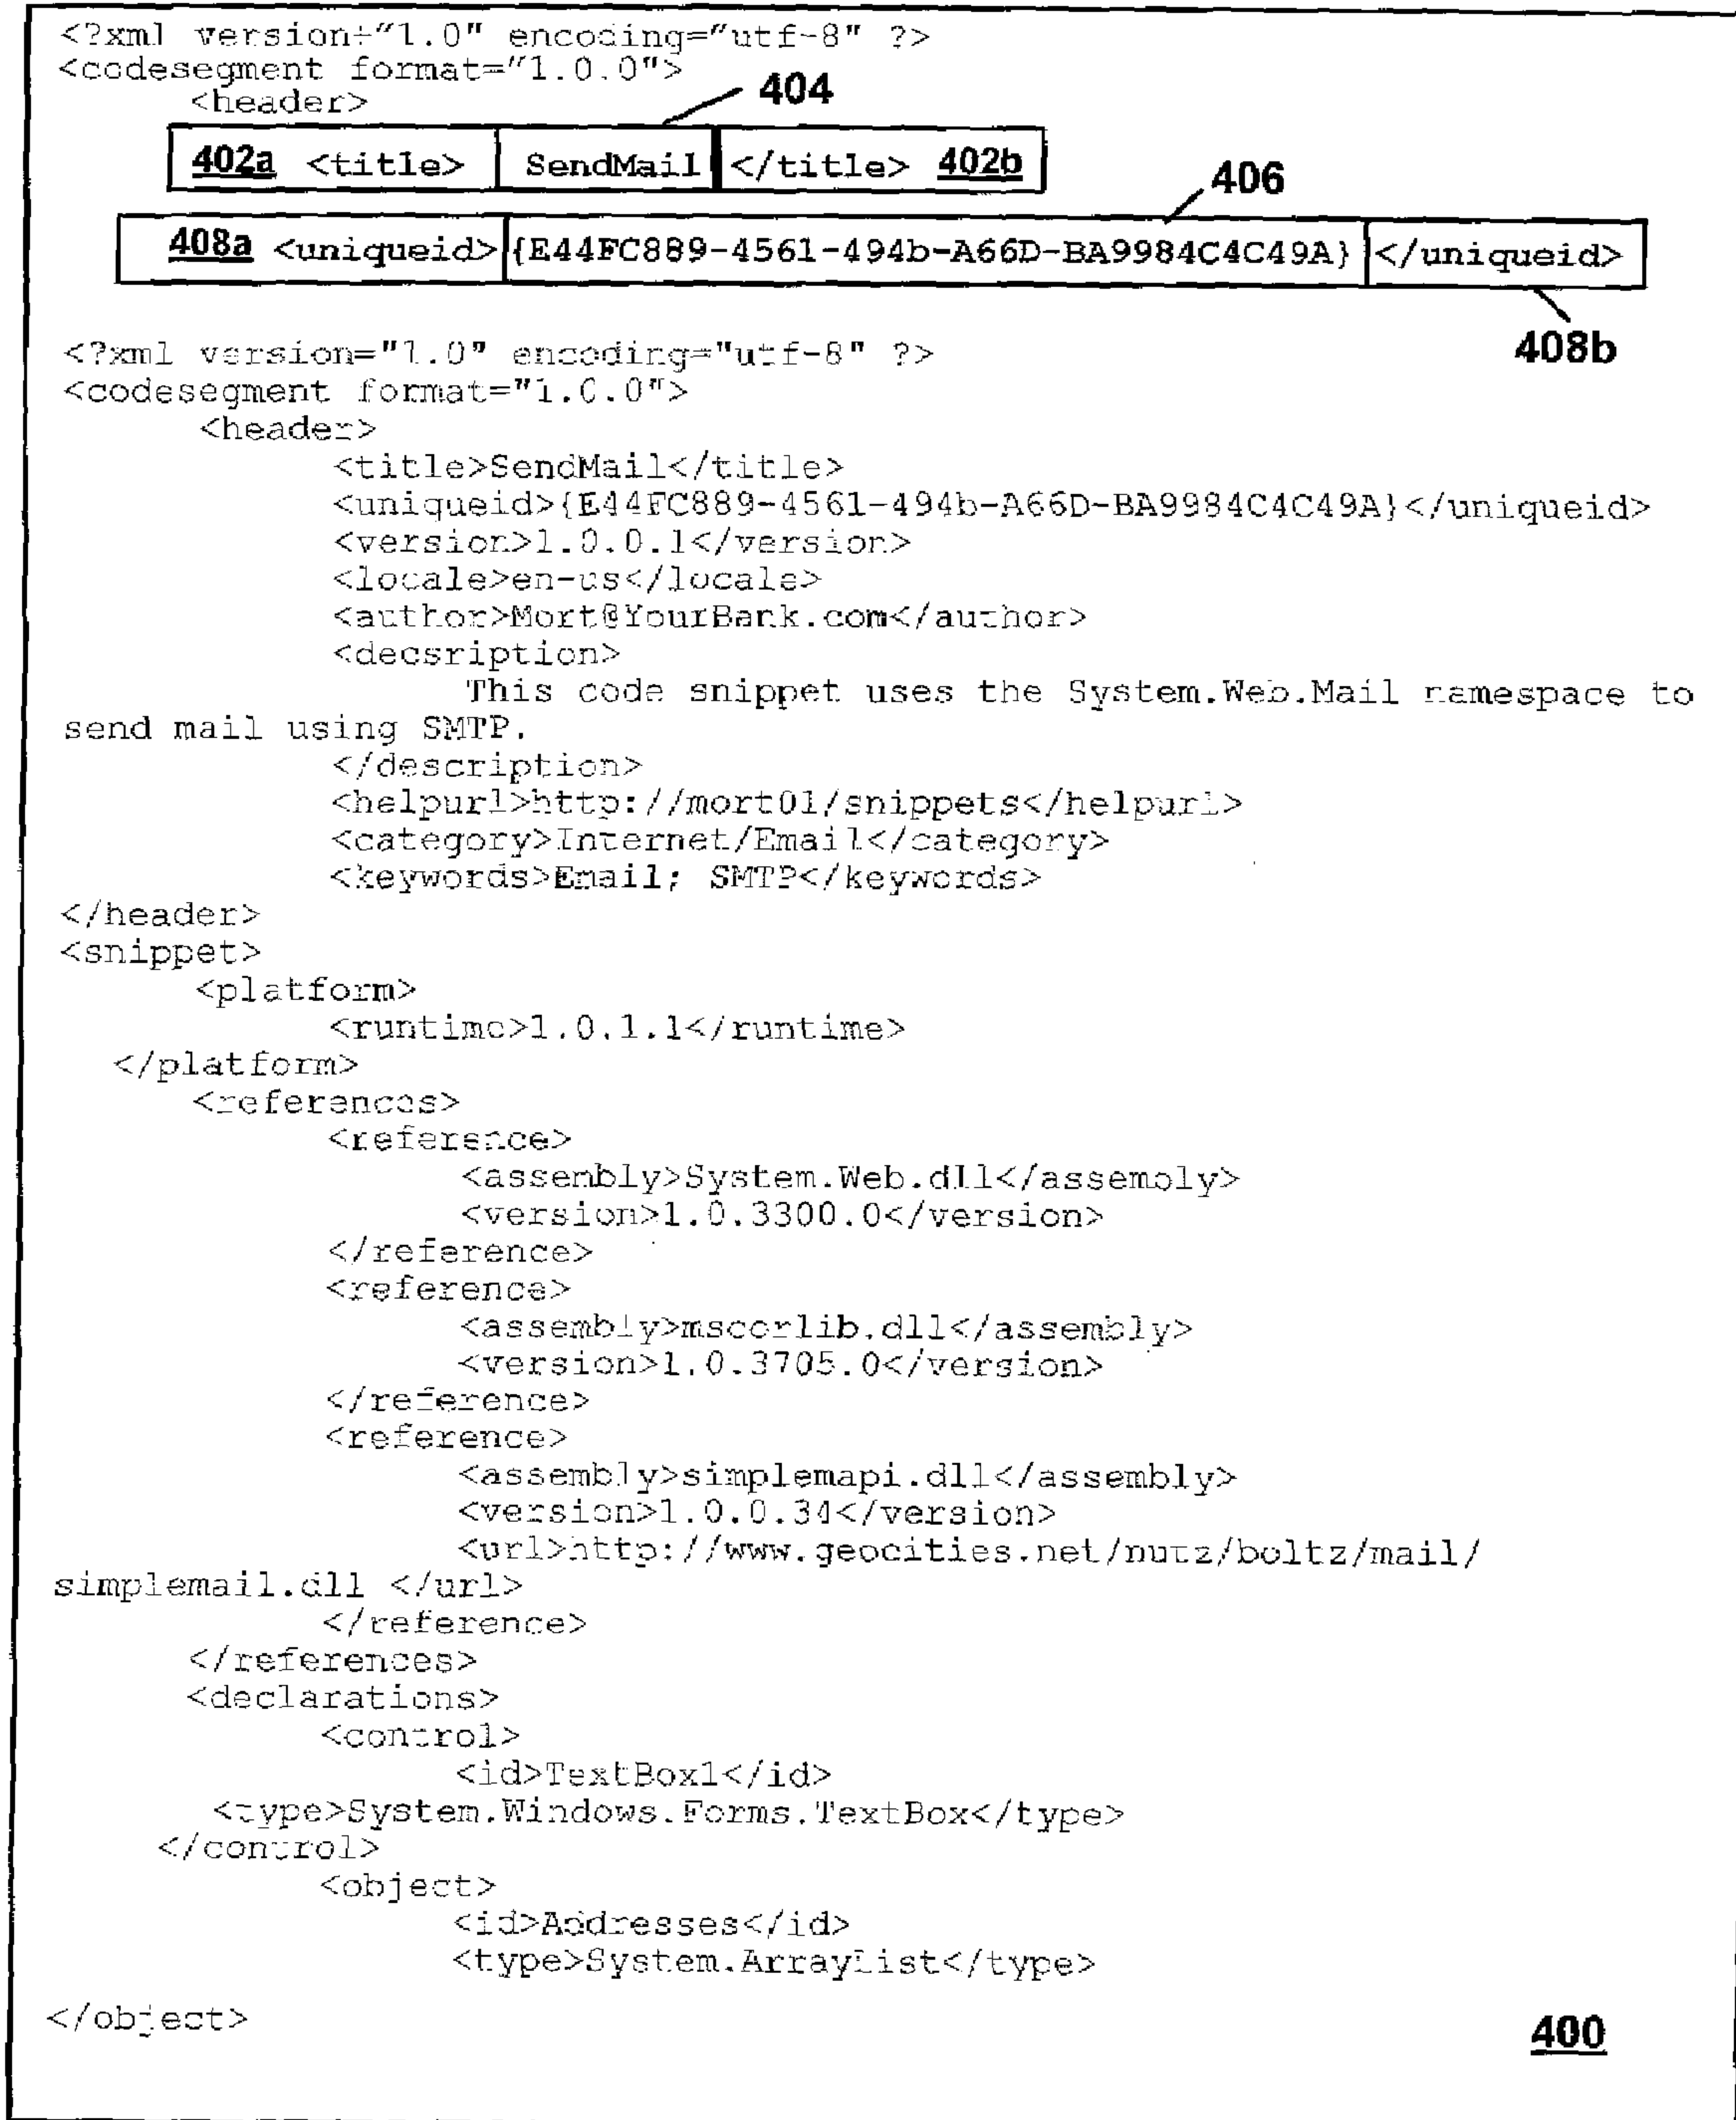 <?xml version="1.0" encoding="utf-8" ?>
<codesegment format="1.0.0">
<header>
404
402a <title> SendMail </title> 402b
406
408a <uniqueid> {E44FC889-4561-494b-A66D-BA9984C4C49A} </uniqueid>
408b
<?xml version="1.0" encoding="utf-8" ?>
<codesegment format="1.0.0">
<header>
<title>SendMail</title>
<uniqueid>{E44FC889-4561-494b-A66D-BA9984C4C49A}</uniqueid>
<version>1.0.0.1</version>
<locale>en-us</locale>
<author>Mort@YourBank.com</author>
<decsription>
This code snippet uses the System.Web.Mail namespace to
send mail using SMTP.
</description>
<helpurl>http://mort01/snippets</helpurl>
<category>Internet/Email</category>
<keywords>Email; SMTP</keywords>
</header>
<snippet>
<platform>
<runtime>1.0.1.1</runtime>
</platform>
<references>
<reference>
<assembly>System.Web.dll</assembly>
<version>1.0.3300.0</version>
</reference>
<reference>
<assembly>mscorlib.dll</assembly>
<version>1.0.3705.0</version>
</reference>
<reference>
<assembly>simplemapi.dll</assembly>
<version>1.0.0.34</version>
<url>http://www.geocities.net/nutz/boltz/mail/
simplemail.dll </url>
</reference>
</references>
<declarations>
<control>
<id>TextBox1</id>
<type>System.Windows.Forms.TextBox</type>
</control>
<object>
<id>Addresses</id>
<type>System.ArrayList</type>
</object>
400